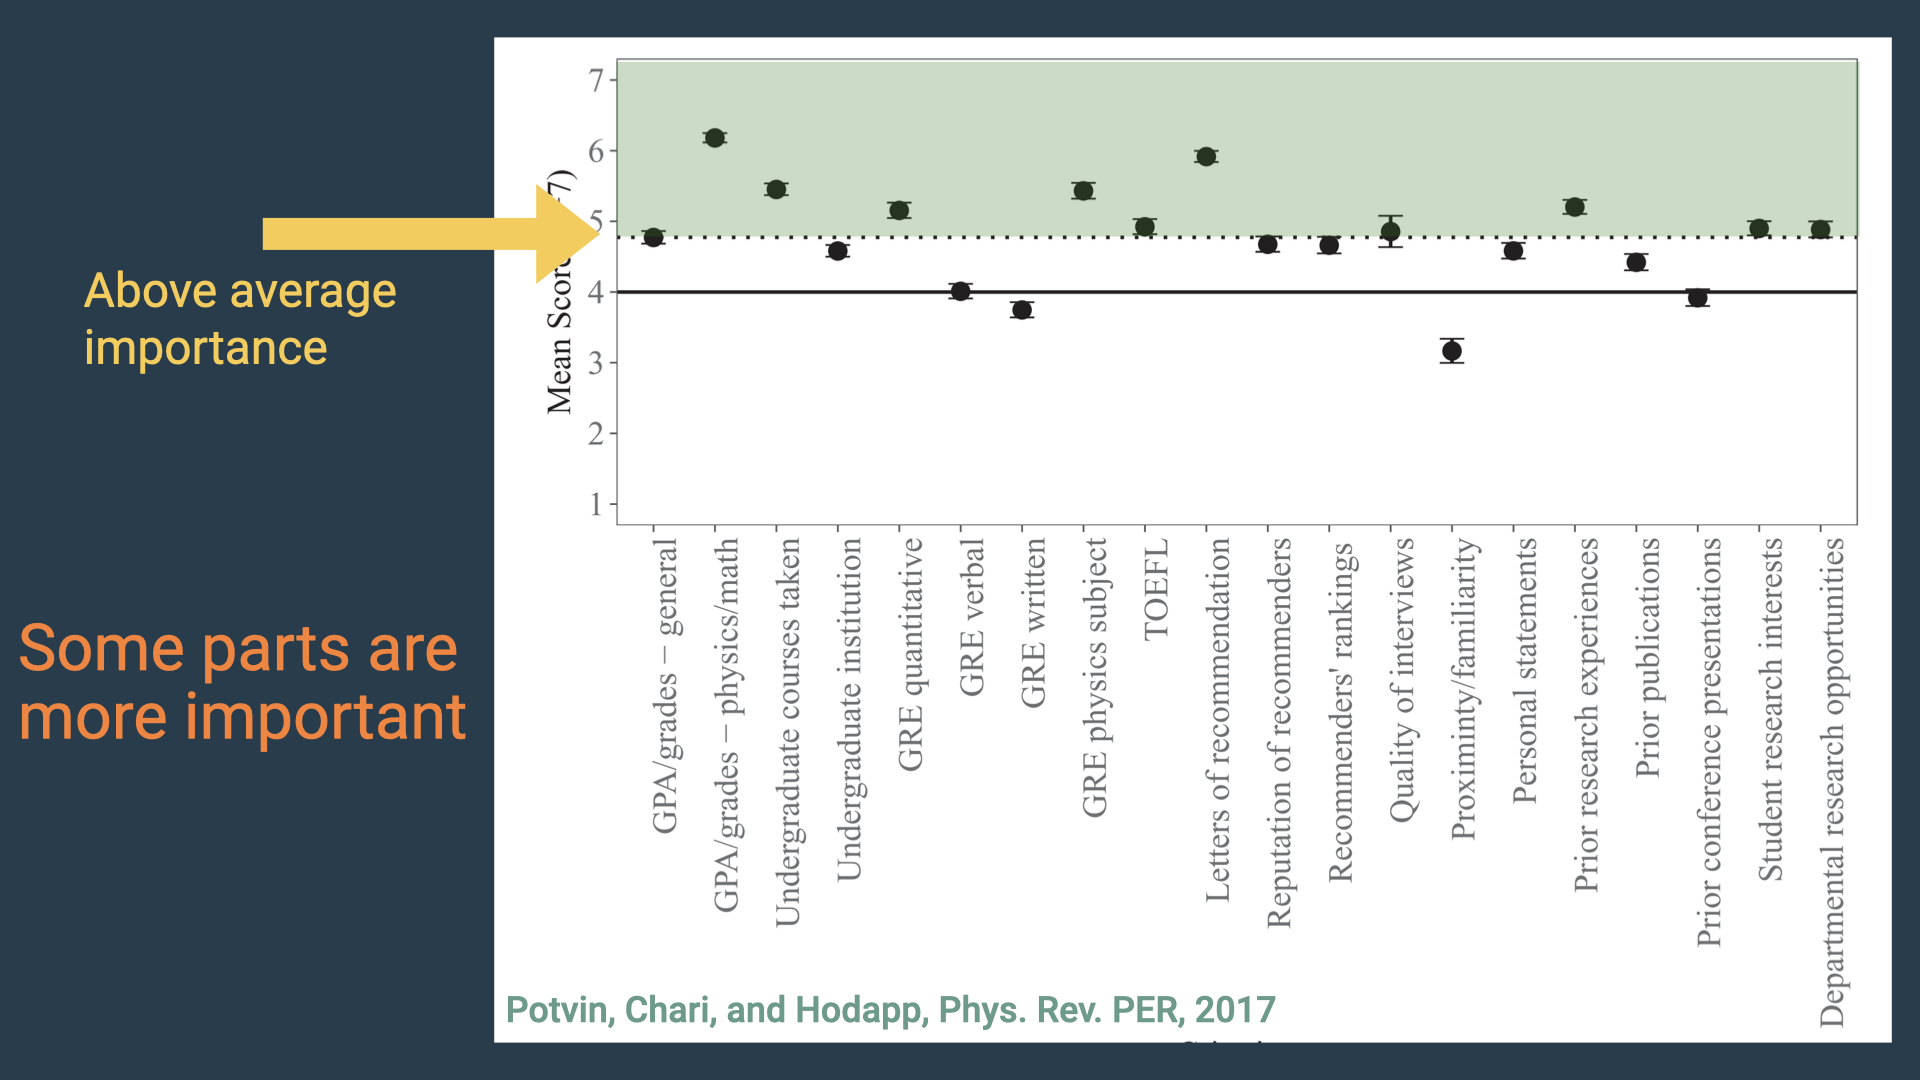 Above average
importance
Some parts are
more important
Mean Scor
7)
7
6
5
4
3
2
1
GPA/grades – general
GPA/grades – physics/math
Undergraduate courses taken
Undergraduate institution
GRE quantitative
GRE verbal
GRE written
GRE physics subject
TOEFL
Letters of recommendation
Reputation of recommenders
Recommenders' rankings
Quality of interviews
Proximinty/familiarity
Personal statements
Prior research experiences
Prior publications
Prior conference presentations
Student research interests
Departmental research opportunities
Potvin, Chari, and Hodapp, Phys. Rev. PER, 2017